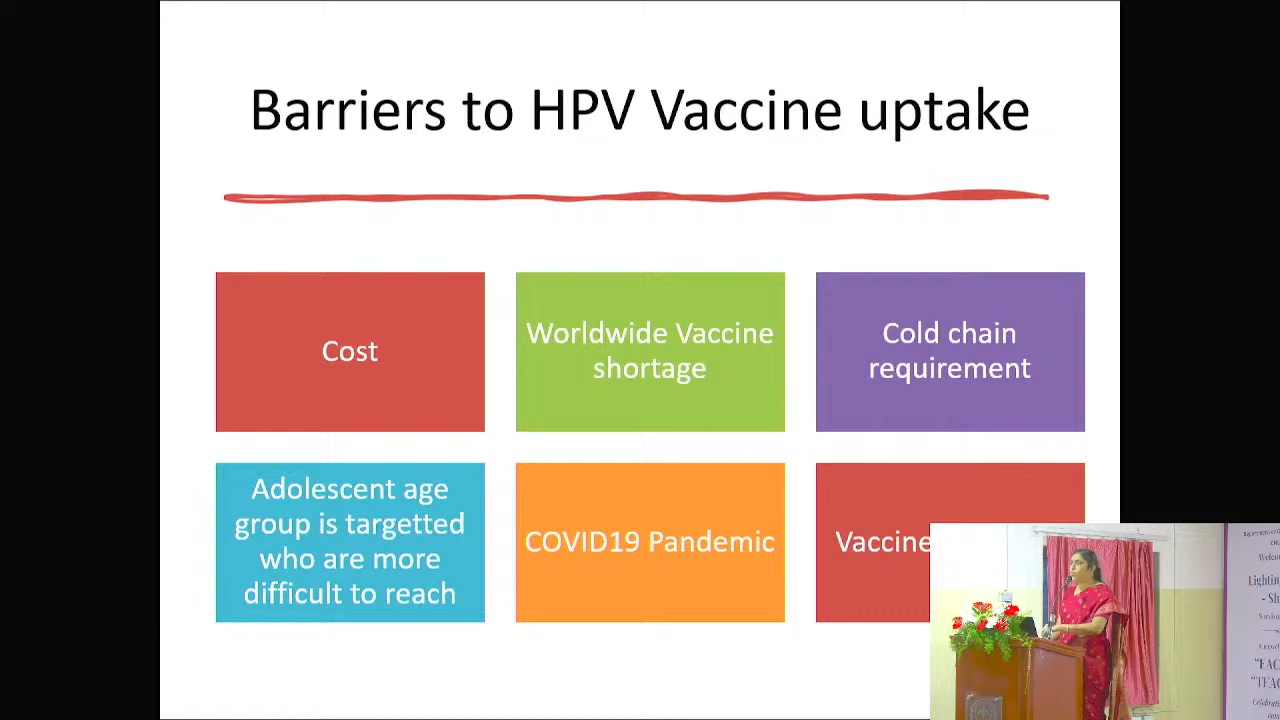 Barriers to HPV Vaccine uptake
Cost
Worldwide Vaccine
shortage
Cold chain
requirement
Adolescent age
group is targetted
who are more
difficult to reach
COVID19 Pandemic
Vaccine
Lighting